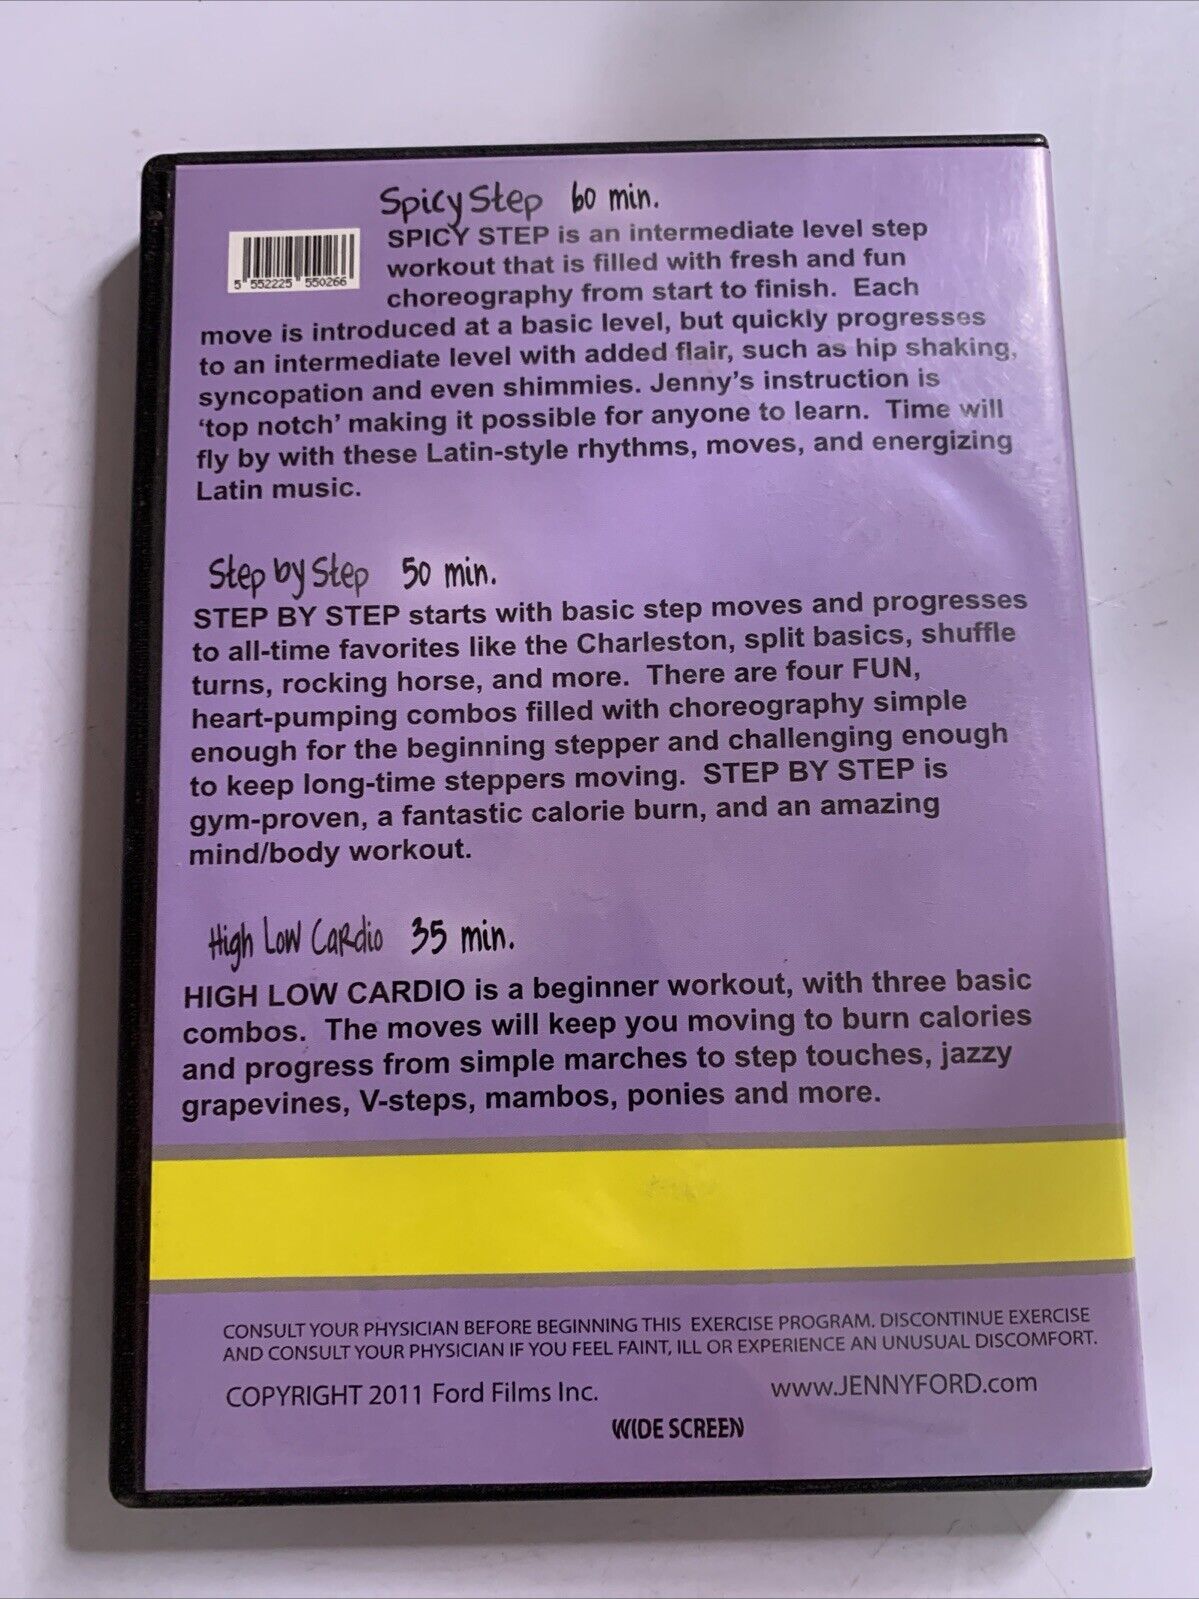 Spicy Step 60 min.
5 552225 550266
SPICY STEP is an intermediate level step
workout that is filled with fresh and fun
choreography from start to finish. Each
move is introduced at a basic level, but quickly progresses
to an intermediate level with added flair, such as hip shaking,
syncopation and even shimmies. Jenny's instruction is
'top notch' making it possible for anyone to learn. Time will
fly by with these Latin-style rhythms, moves, and energizing
Latin music.
Step by Step 50 min.
STEP BY STEP starts with basic step moves and progresses
to all-time favorites like the Charleston, split basics, shuffle
turns, rocking horse, and more. There are four FUN,
heart-pumping combos filled with choreography simple
enough for the beginning stepper and challenging enough
to keep long-time steppers moving. STEP BY STEP is
gym-proven, a fantastic calorie burn, and an amazing
mind/body workout.
High Low Cardio 35 min.
HIGH LOW CARDIO is a beginner workout, with three basic
combos. The moves will keep you moving to burn calories
and progress from simple marches to step touches, jazzy
grapevines, V-steps, mambos, ponies and more.
CONSULT YOUR PHYSICIAN BEFORE BEGINNING THIS EXERCISE PROGRAM. DISCONTINUE EXERCISE
AND CONSULT YOUR PHYSICIAN IF YOU FEEL FAINT, ILL OR EXPERIENCE AN UNUSUAL DISCOMFORT.
COPYRIGHT 2011 Ford Films Inc. www.JENNYFORD.com
WIDE SCREEN